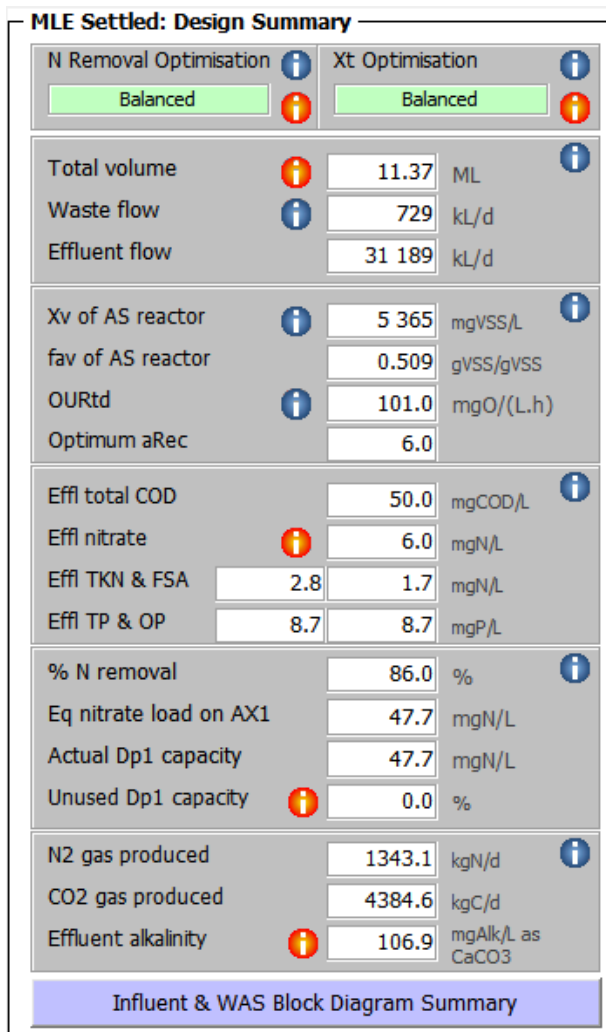 MLE Settled: Design Summary
N Removal Optimisation Xt Optimisation
Balanced Balanced
Total volume 11.37 ML
Waste flow 729 kL/d
Effluent flow 31 189 kL/d
Xv of AS reactor 5 365 mgVSS/L
fav of AS reactor 0.509 gVSS/gVSS
OURtd 101.0 mgO/(L.h)
Optimum aRec 6.0
Effl total COD 50.0 mgCOD/L
Effl nitrate 6.0 mgN/L
Effl TKN & FSA 2.8 1.7 mgN/L
Effl TP & OP 8.7 8.7 mgP/L
% N removal 86.0 %
Eq nitrate load on AX1 47.7 mgN/L
Actual Dp1 capacity 47.7 mgN/L
Unused Dp1 capacity 0.0 %
N2 gas produced 1343.1 kgN/d
CO2 gas produced 4384.6 kgC/d
Effluent alkalinity 106.9 mgAlk/L as
CaCO3
Influent & WAS Block Diagram Summary